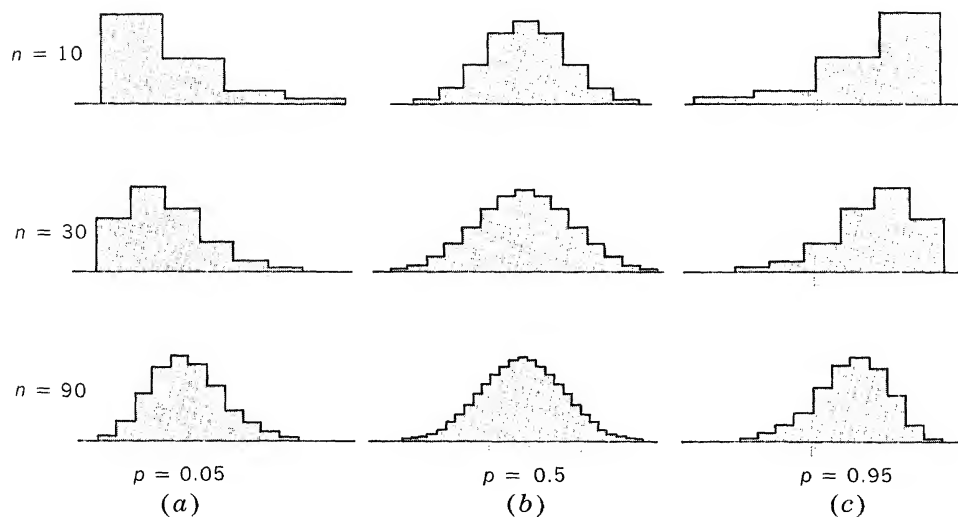 n = 10
n = 30
n = 90
p = 0.05 p = 0.5 p = 0.95
(a) (b) (c)